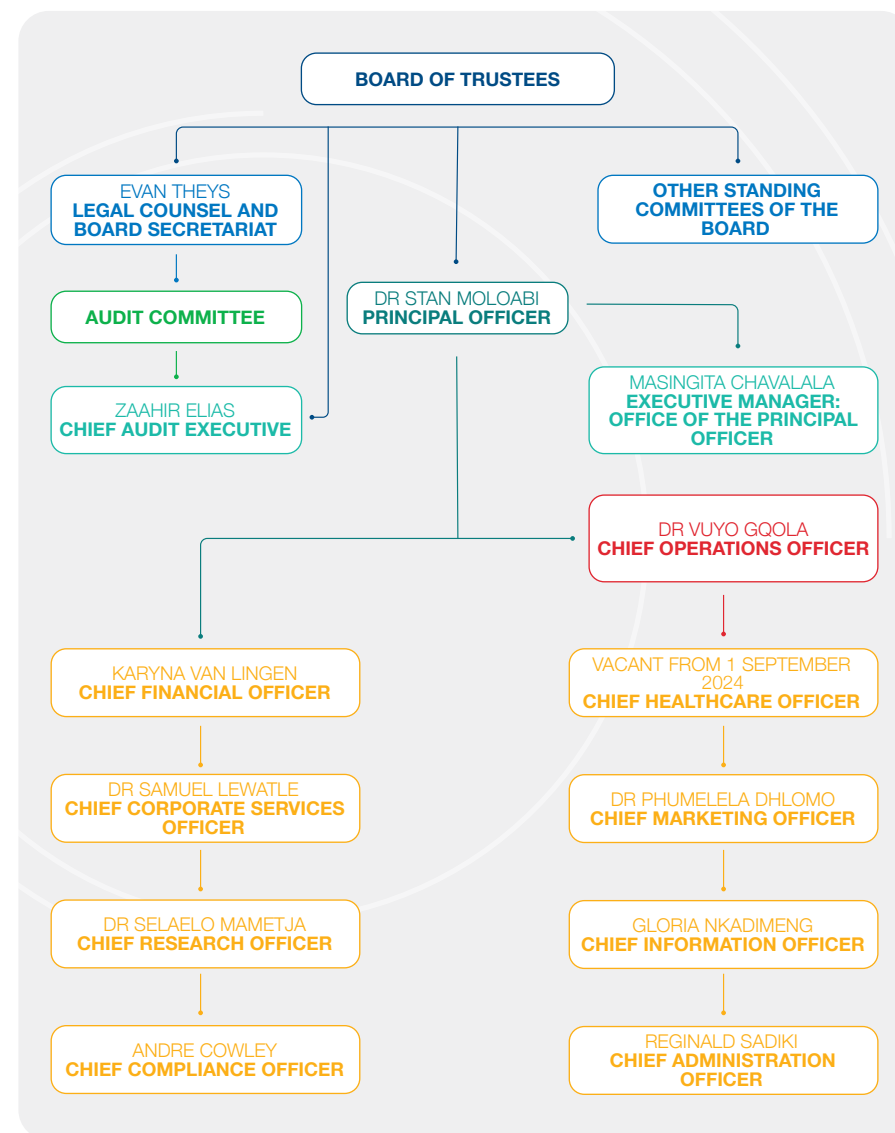 BOARD OF TRUSTEES
EVAN THEYS
LEGAL COUNSEL AND
BOARD SECRETARIAT
OTHER STANDING
COMMITTEES OF THE
BOARD
AUDIT COMMITTEE
DR STAN MOLOABI
PRINCIPAL OFFICER
ZAAHIR ELIAS
CHIEF AUDIT EXECUTIVE
MASINGITA CHAVALALA
EXECUTIVE MANAGER:
OFFICE OF THE PRINCIPAL
OFFICER
DR VUYO GQOLA
CHIEF OPERATIONS OFFICER
KARYNA VAN LINGEN
CHIEF FINANCIAL OFFICER
VACANT FROM 1 SEPTEMBER
2024
CHIEF HEALTHCARE OFFICER
DR SAMUEL LEWATLE
CHIEF CORPORATE SERVICES
OFFICER
DR PHUMELELA DHLOMO
CHIEF MARKETING OFFICER
DR SELAELO MAMETJA
CHIEF RESEARCH OFFICER
GLORIA NKADIMENG
CHIEF INFORMATION OFFICER
ANDRE COWLEY
CHIEF COMPLIANCE OFFICER
REGINALD SADIKI
CHIEF ADMINISTRATION
OFFICER